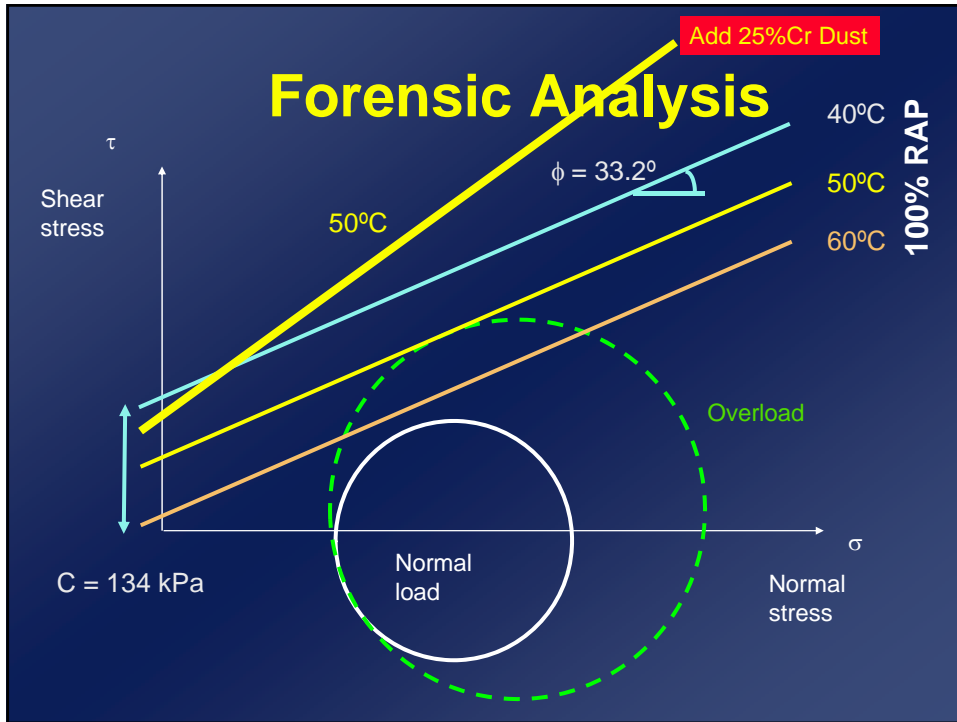 Add 25%Cr Dust
Forensic Analysis
τ
Shear
stress
50ºC
ϕ = 33.2º
40ºC
50ºC
60ºC
100% RAP
Overload
Normal
load
C = 134 kPa
σ
Normal
stress